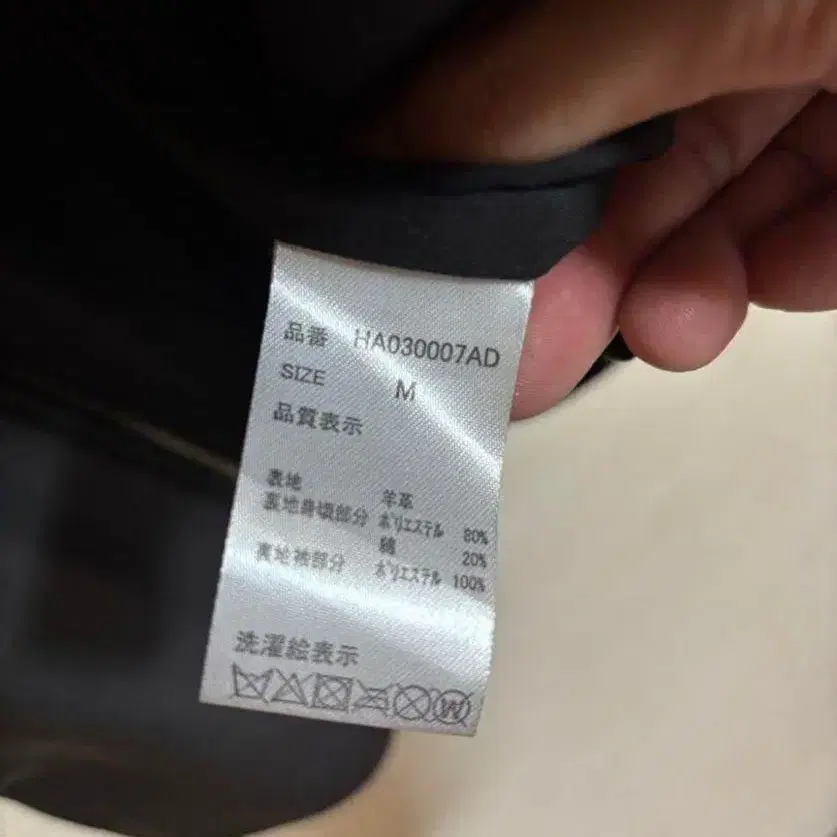 品番 HA030007AD
SIZE M
品質表示
表地 羊革
裏地身頃部分 ポリエステル 80%
綿 20%
裏地袖部分 ポリエステル 100%
洗濯絵表示
W